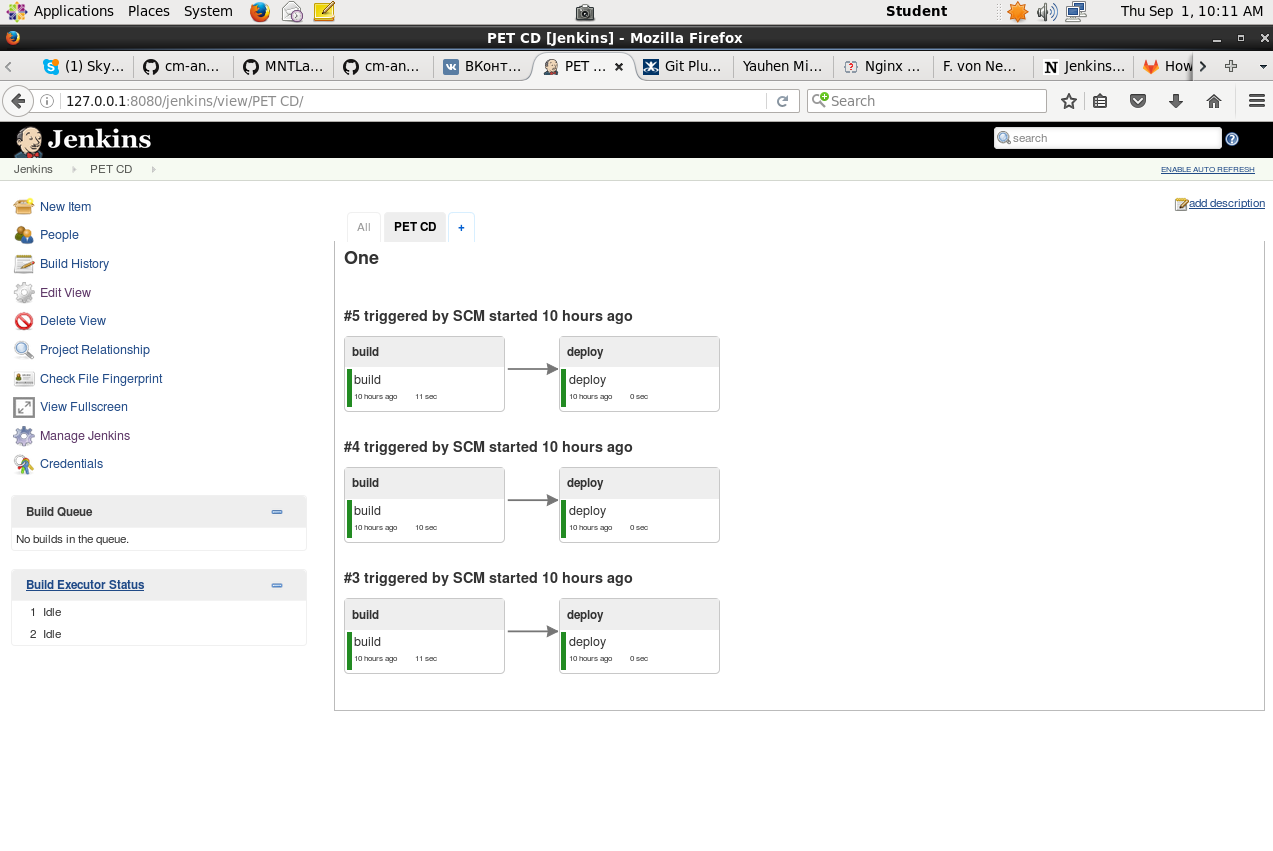 Applications Places System Student Thu Sep 1, 10:11 AM
PET CD [Jenkins] - Mozilla Firefox
(1) Sky... cm-an... MNTLa... cm-an... ВКонт... PET ... Git Plu... Yauhen Mi... Nginx ... F. von Ne... Jenkins... How
127.0.0.1:8080/jenkins/view/PET CD/ Search
Jenkins search
Jenkins PET CD ENABLE AUTO REFRESH
add description
New Item
People
Build History
Edit View
Delete View
Project Relationship
Check File Fingerprint
View Fullscreen
Manage Jenkins
Credentials
Build Queue
No builds in the queue.
Build Executor Status
1 Idle
2 Idle
All PET CD +
One
#5 triggered by SCM started 10 hours ago
build deploy
build deploy
10 hours ago 11 sec 10 hours ago 0 sec
#4 triggered by SCM started 10 hours ago
build deploy
build deploy
10 hours ago 10 sec 10 hours ago 0 sec
#3 triggered by SCM started 10 hours ago
build deploy
build deploy
10 hours ago 11 sec 10 hours ago 0 sec